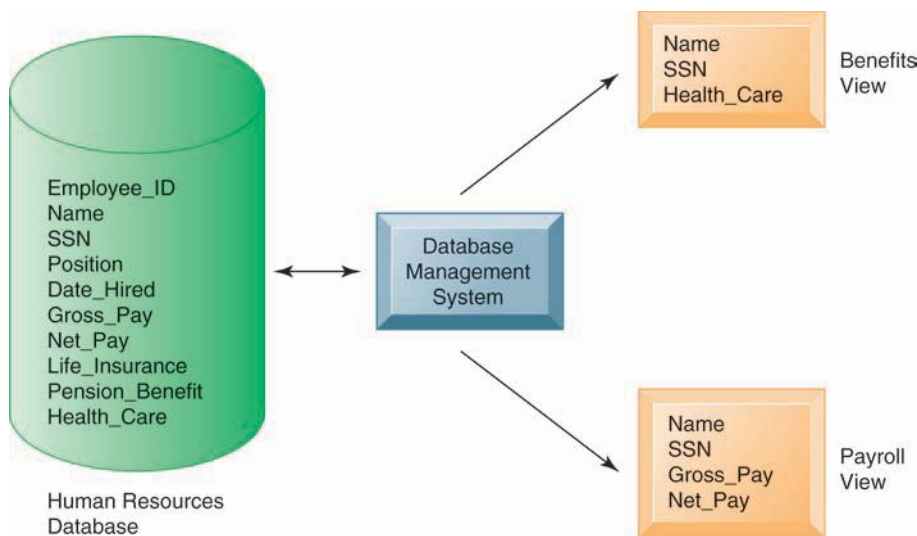 Employee_ID
Name
SSN
Position
Date_Hired
Gross_Pay
Net_Pay
Life_Insurance
Pension_Benefit
Health_Care
Human Resources
Database
Database
Management
System
Name
SSN
Health_Care
Benefits
View
Name
SSN
Gross_Pay
Net_Pay
Payroll
View